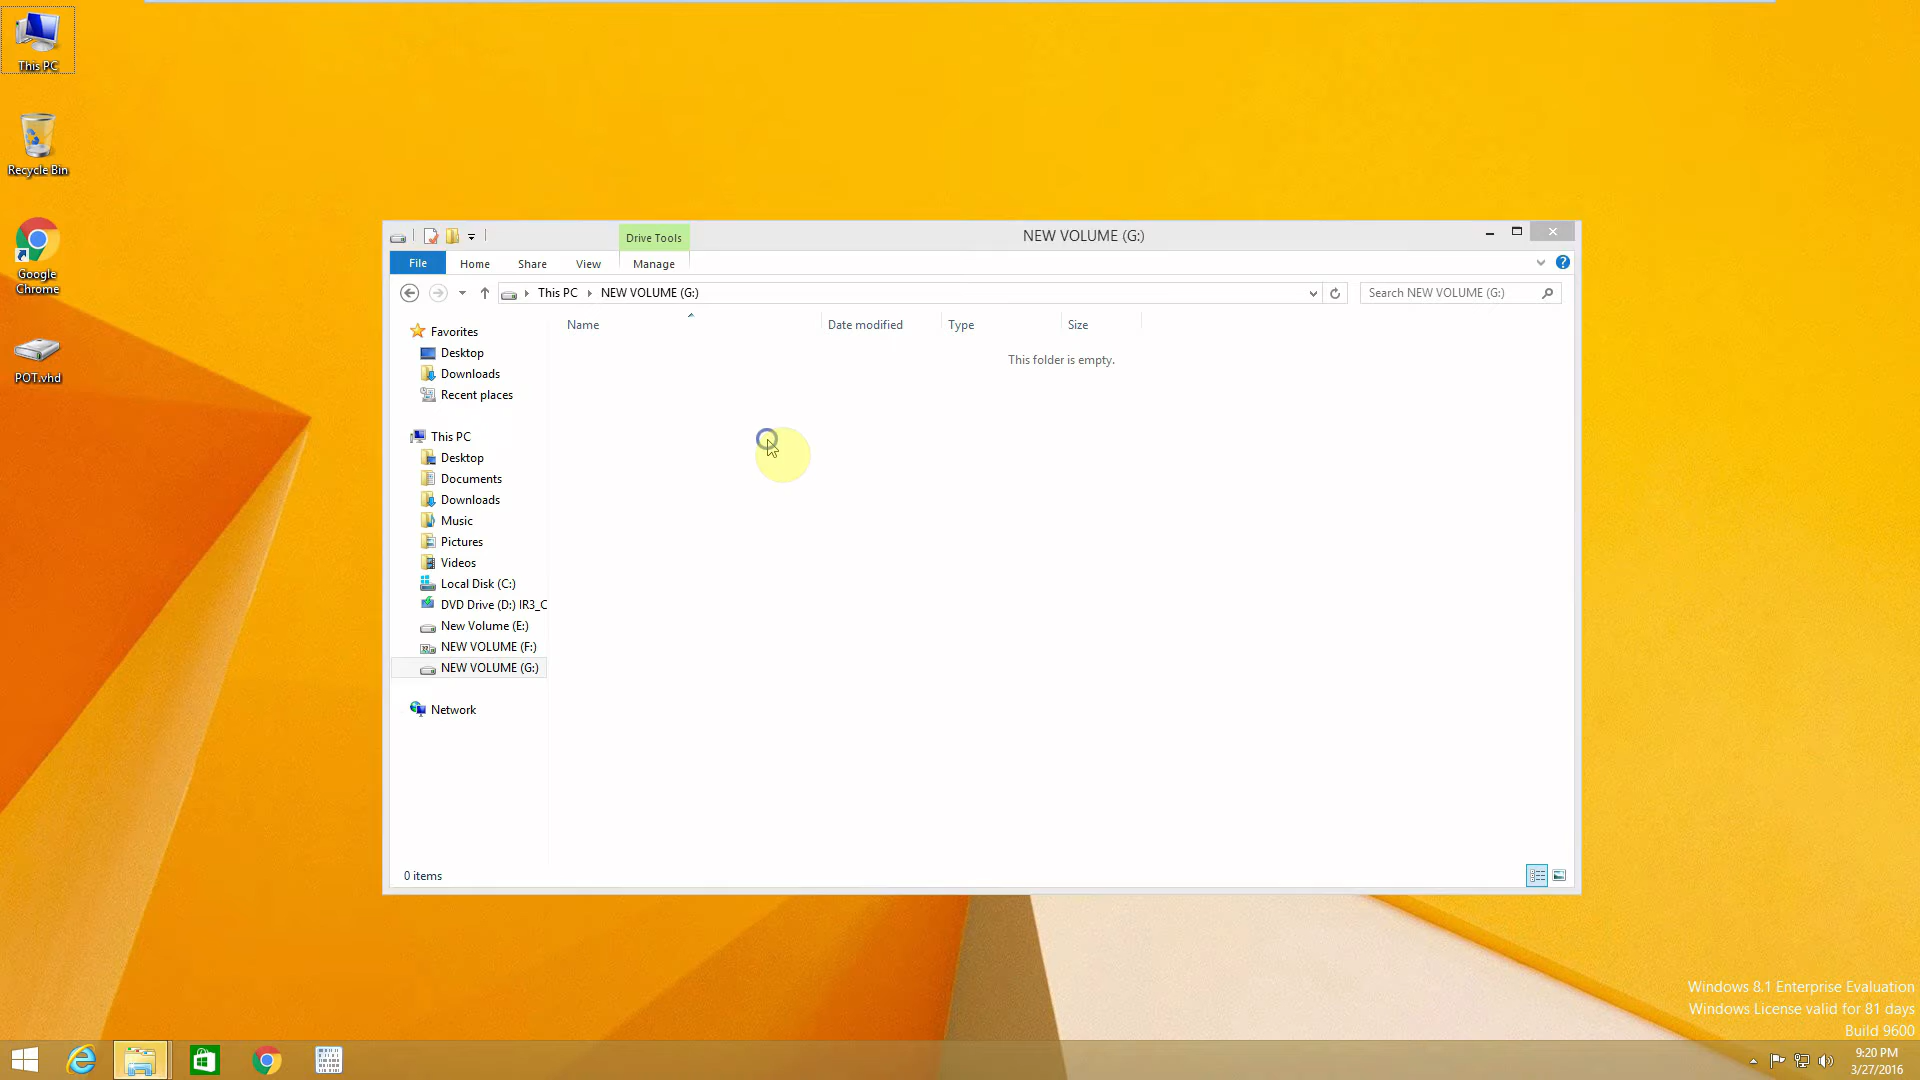 This PC
Recycle Bin
Google
Chrome
POT.vhd
Drive Tools
NEW VOLUME (G:)
File
Home
Share
View
Manage
This PC
NEW VOLUME (G:)
Search NEW VOLUME (G:)
Name
Date modified
Type
Size
This folder is empty.
Favorites
Desktop
Downloads
Recent places
This PC
Desktop
Documents
Downloads
Music
Pictures
Videos
Local Disk (C:)
DVD Drive (D:) IR3_C
New Volume (E:)
NEW VOLUME (F:)
NEW VOLUME (G:)
Network
0 items
Windows 8.1 Enterprise Evaluation
Windows License valid for 81 days
Build 9600
9:20 PM
3/27/2016